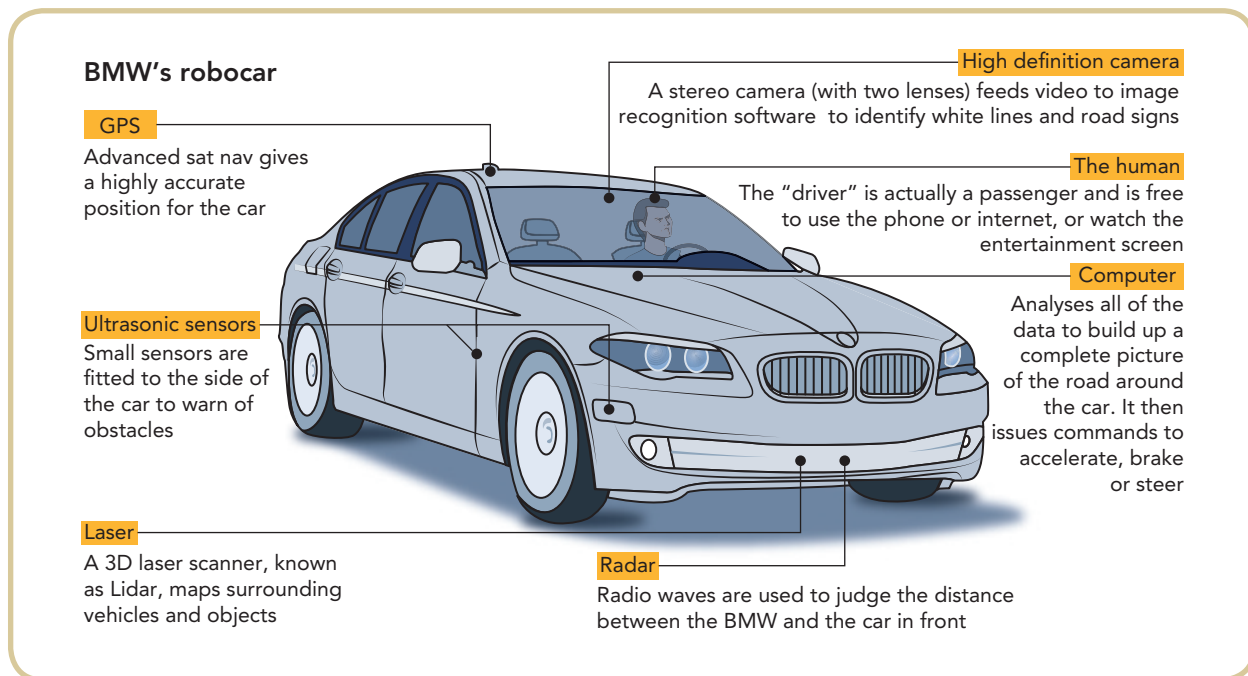 BMW's robocar
GPS
Advanced sat nav gives
a highly accurate
position for the car
High definition camera
A stereo camera (with two lenses) feeds video to image
recognition software to identify white lines and road signs
The human
The “driver” is actually a passenger and is free
to use the phone or internet, or watch the
entertainment screen
Computer
Analyses all of the
data to build up a
complete picture
of the road around
the car. It then
issues commands to
accelerate, brake
or steer
Ultrasonic sensors
Small sensors are
fitted to the side of
the car to warn of
obstacles
Laser
A 3D laser scanner, known
as Lidar, maps surrounding
vehicles and objects
Radar
Radio waves are used to judge the distance
between the BMW and the car in front